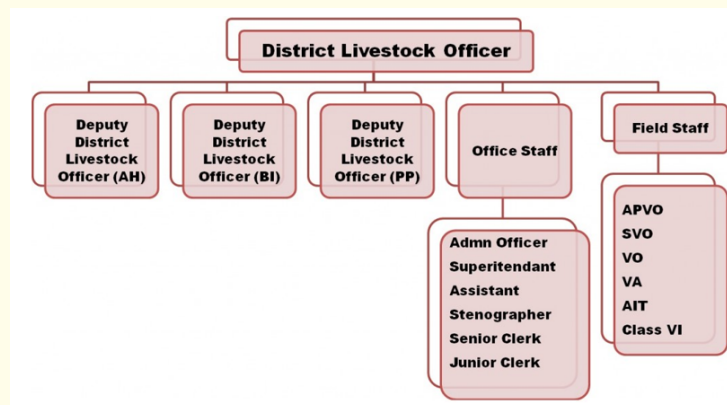 District Livestock Officer
Deputy
District
Livestock
Officer (AH)
Deputy
District
Livestock
Officer (BI)
Deputy
District
Livestock
Officer (PP)
Office Staff
Field Staff
Admn Officer
Superitendant
Assistant
Stenographer
Senior Clerk
Junior Clerk
APVO
SVO
VO
VA
AIT
Class VI